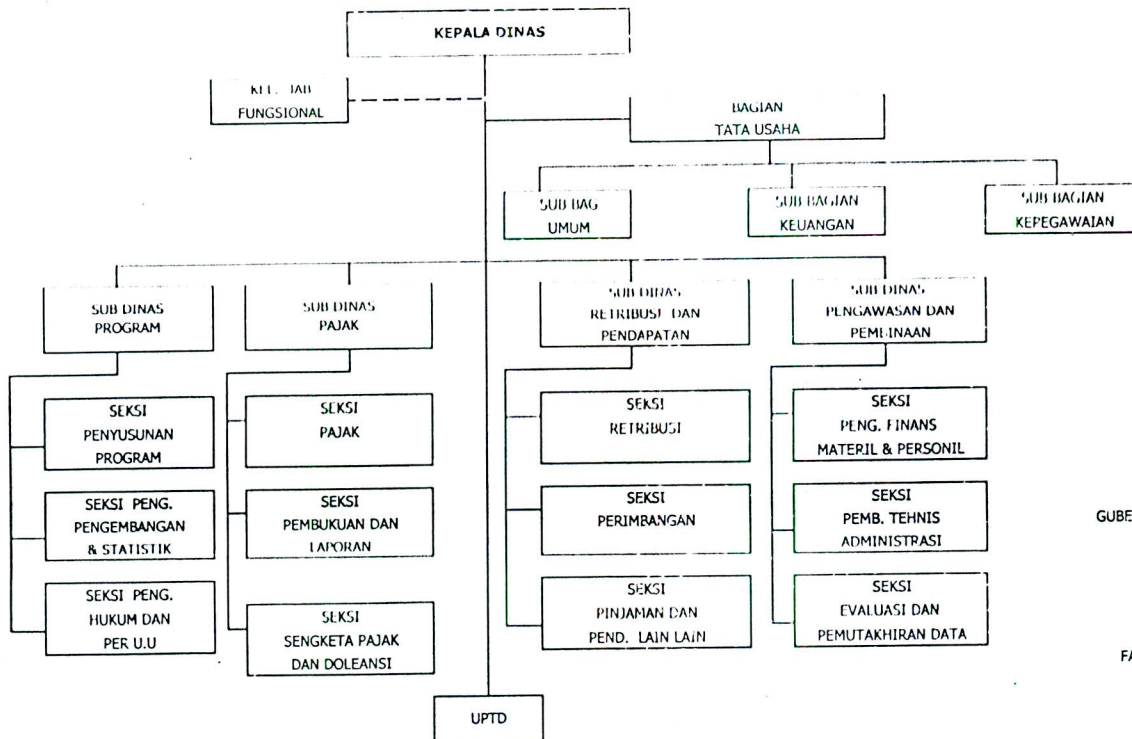 KEPALA DINAS
KEL. JAB
FUNGSIONAL
BAGIAN
TATA USAHA
SUB BAG
UMUM
SUB BAGIAN
KEUANGAN
SUB BAGIAN
KEPEGAWAIAN
SUB DINAS
PROGRAM
SUB DINAS
PAJAK
SUB DINAS
RETRIBUSI DAN
PENDAPATAN
SUB DINAS
PENGAWASAN DAN
PEMBINAAN
SEKSI
PENYUSUNAN
PROGRAM
SEKSI
PAJAK
SEKSI
RETRIBUSI
SEKSI
PENG. FINANS
MATERIL & PERSONIL
SEKSI PENG.
PENGEMBANGAN
& STATISTIK
SEKSI
PEMBUKUAN DAN
LAPORAN
SEKSI
PERIMBANGAN
SEKSI
PEMB. TEHNIS
ADMINISTRASI
GUBE
SEKSI PENG.
HUKUM DAN
PER U.U
SEKSI
SENGKETA PAJAK
DAN DOLEANSI
SEKSI
PINJAMAN DAN
PEND. LAIN LAIN
SEKSI
EVALUASI DAN
PEMUTAKHIRAN DATA
FA
UPTD